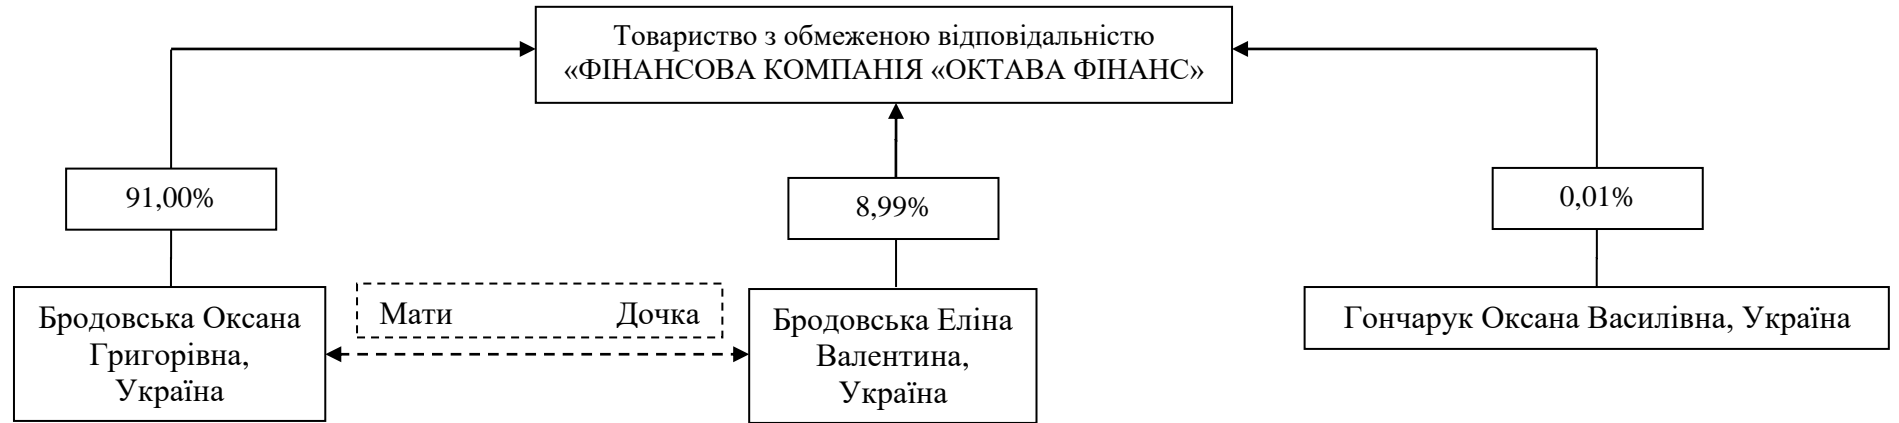 Товариство з обмеженою відповідальністю
«ФІНАНСОВА КОМПАНІЯ «ОКТАВА ФІНАНС»
91,00%
8,99%
0,01%
Мати Дочка
Бродовська Оксана
Григорівна,
Україна
Бродовська Еліна
Валентина,
Україна
Гончарук Оксана Василівна, Україна